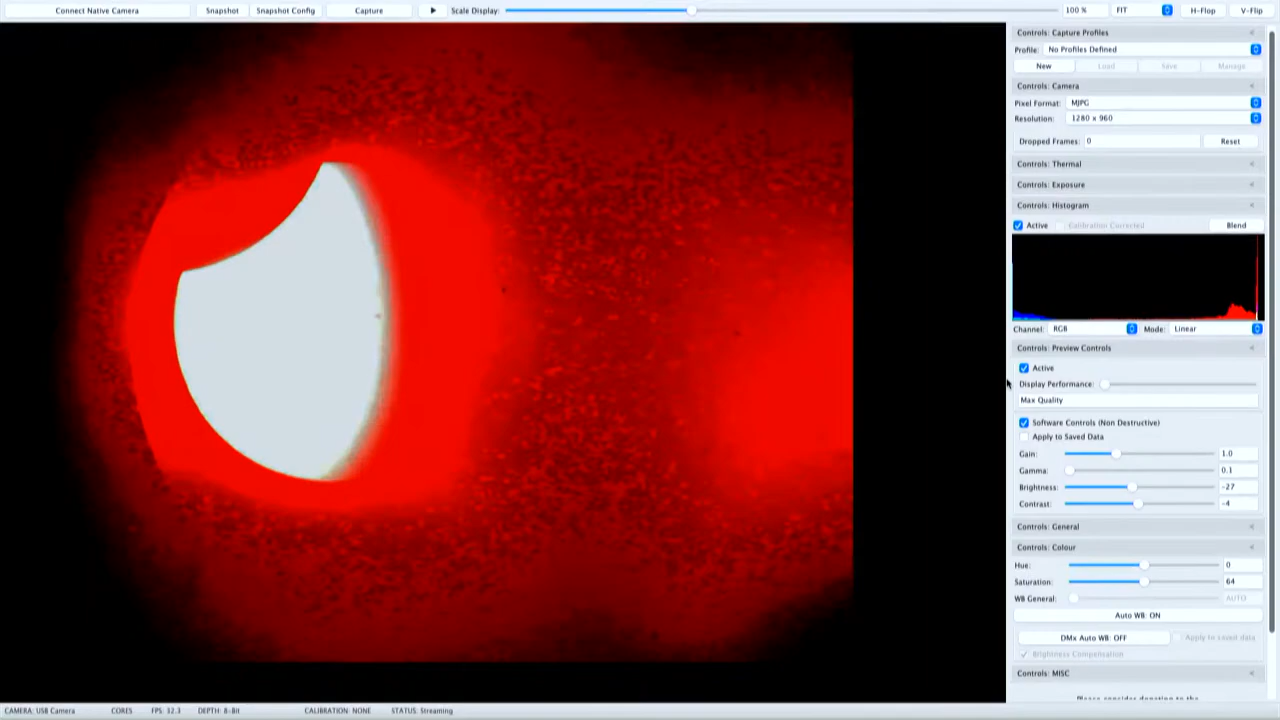 Connect Native Camera Snapshot Snapshot Config Capture Scale Display: 100 % FIT H-Flop V-Flip
Controls: Capture Profiles
Profile: No Profiles Defined
New Load Save Manage
Controls: Camera
Pixel Format: MJPG
Resolution: 1280 x 960
Dropped Frames: 0 Reset
Controls: Thermal
Controls: Exposure
Controls: Histogram
Active Calibration Corrected Blend
Channel: RGB Mode: Linear
Controls: Preview Controls
Active
Display Performance:
Max Quality
Software Controls (Non Destructive)
Apply to Saved Data
Gain: 1.0
Gamma: 0.1
Brightness: -27
Contrast: -4
Controls: General
Controls: Colour
Hue: 0
Saturation: 64
WB General: AUTO
Auto WB: ON
DMx Auto WB: OFF Apply to saved data
Brightness Compensation
Controls: MISC
Please consider donating to the
CAMERA: USB Camera CORES FPS: 12.3 DEPTH: 8-Bit CALIBRATION: NONE STATUS: Streaming